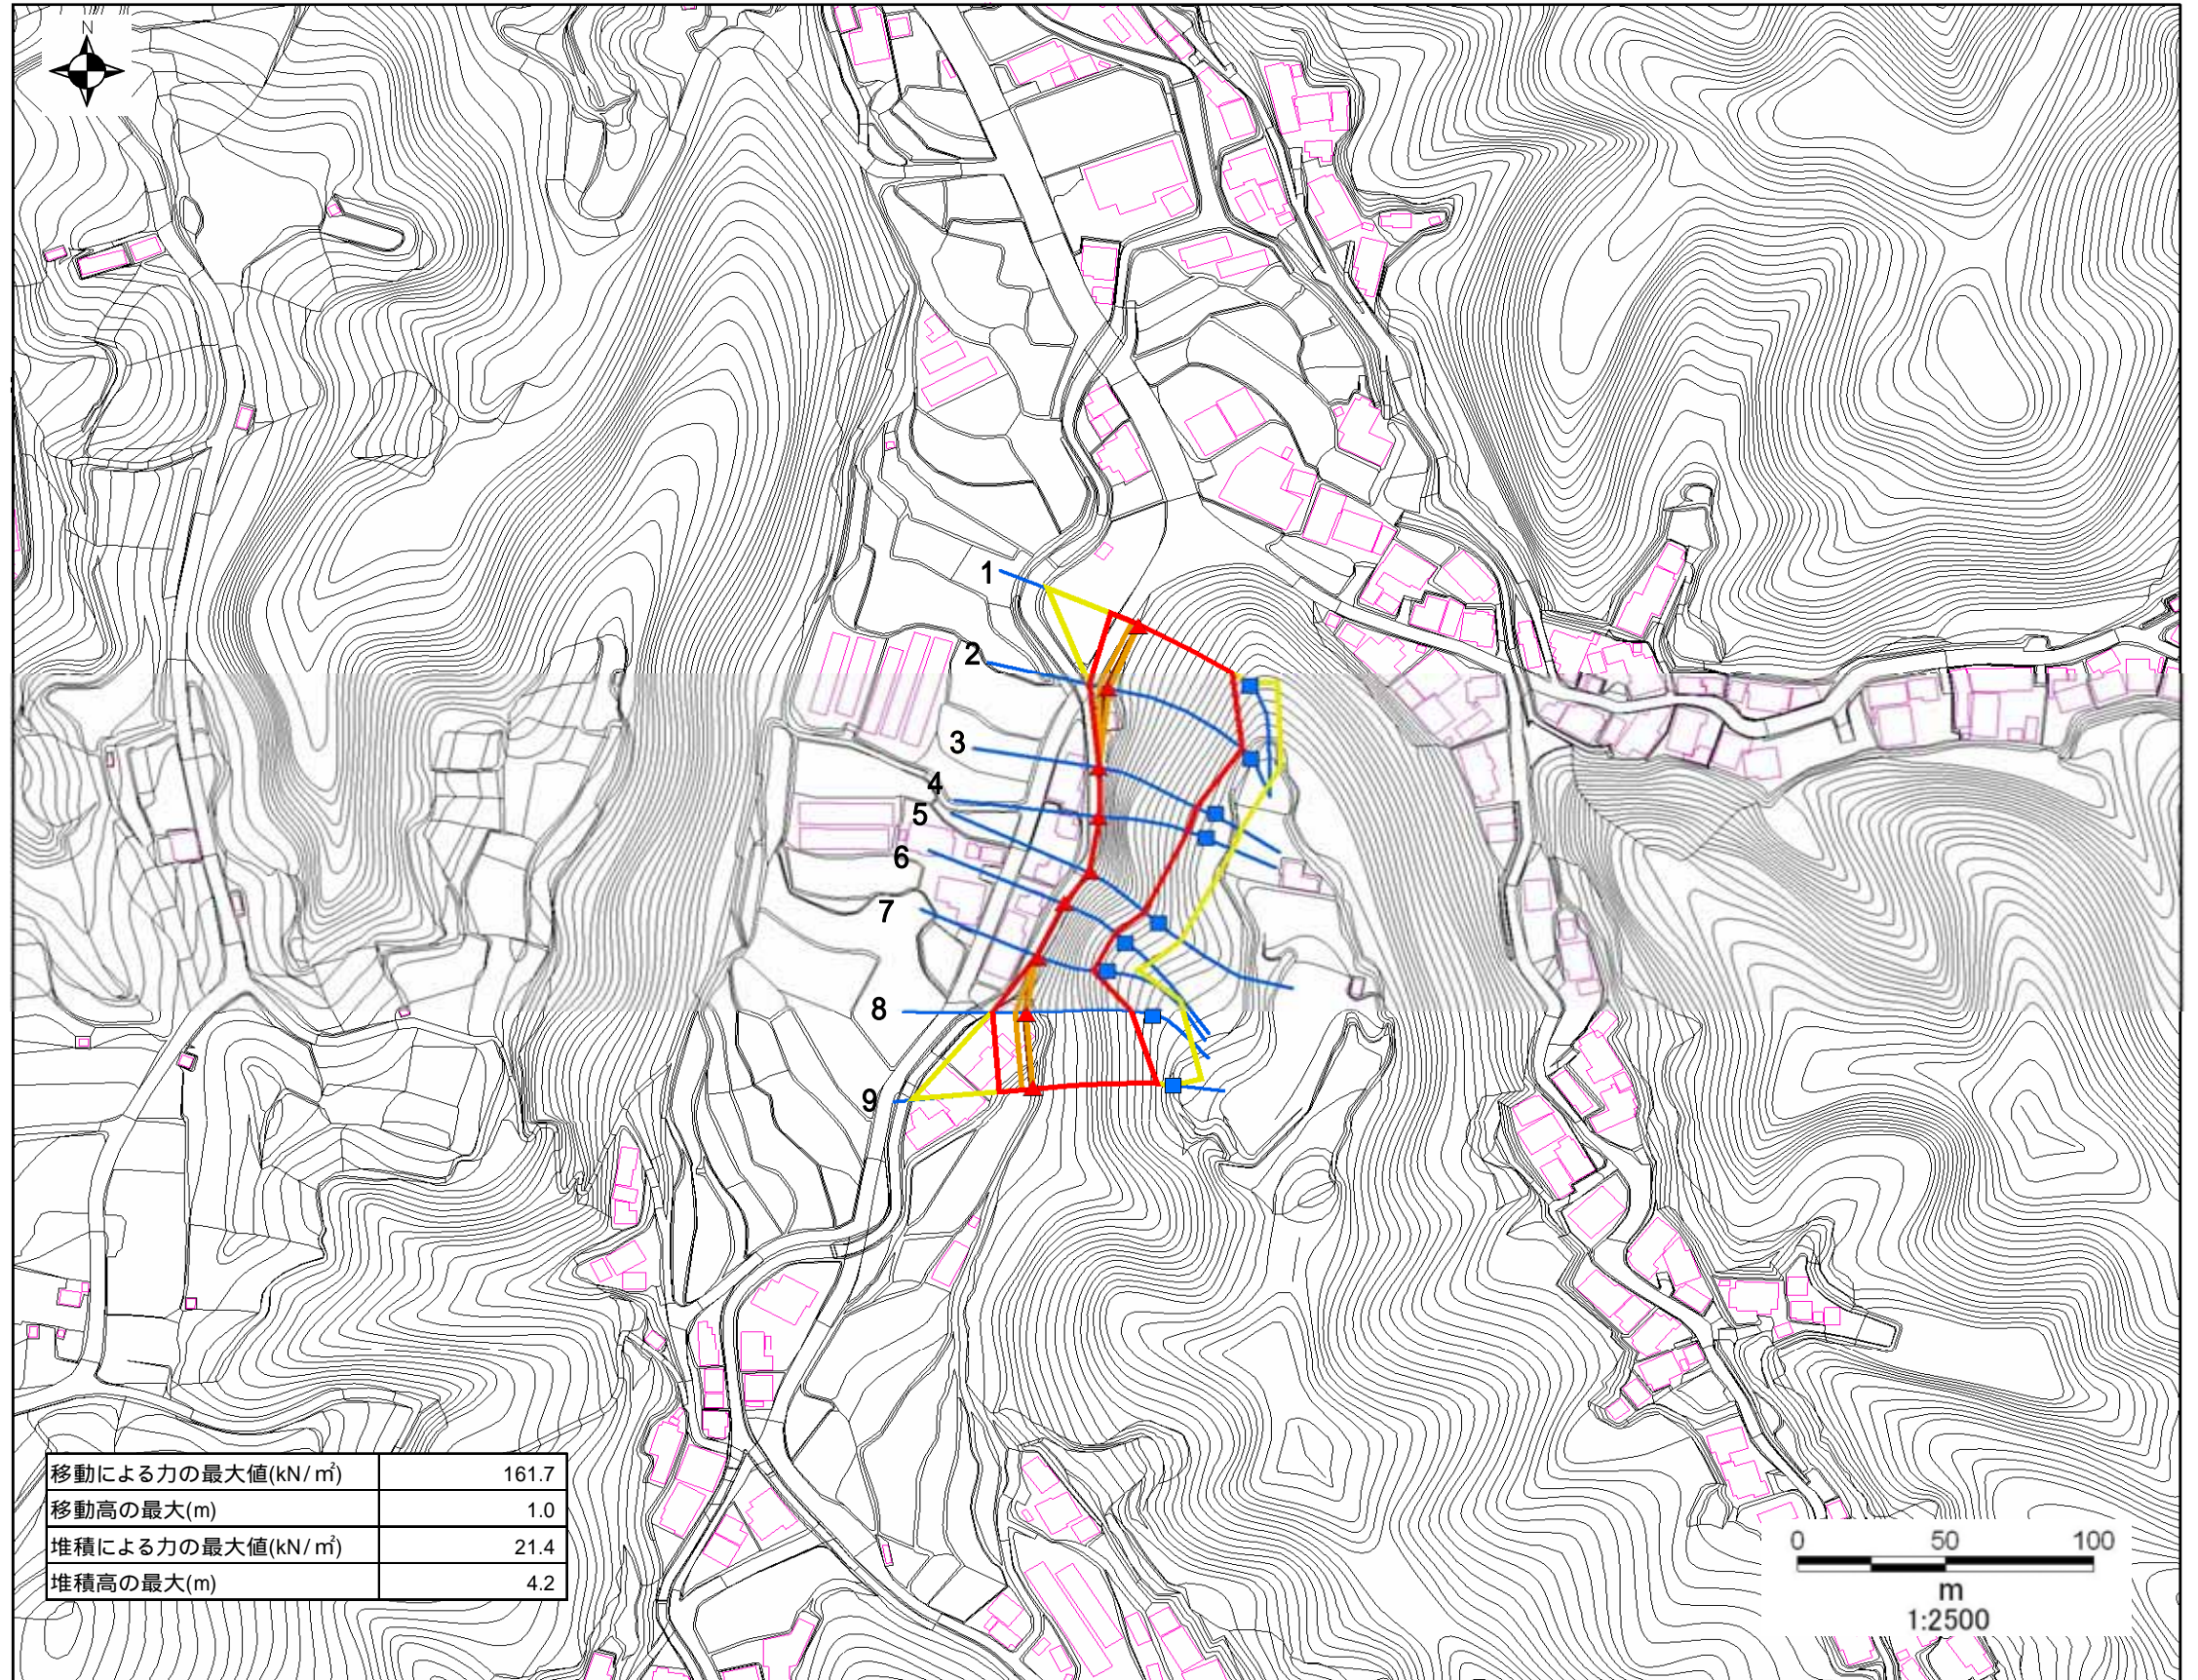 N
1
2
3
4
5
6
7
8
9
移動による力の最大値(kN/㎡) 161.7
移動高の最大(m) 1.0
堆積による力の最大値(kN/㎡) 21.4
堆積高の最大(m) 4.2
0 50 100
m
1:2500